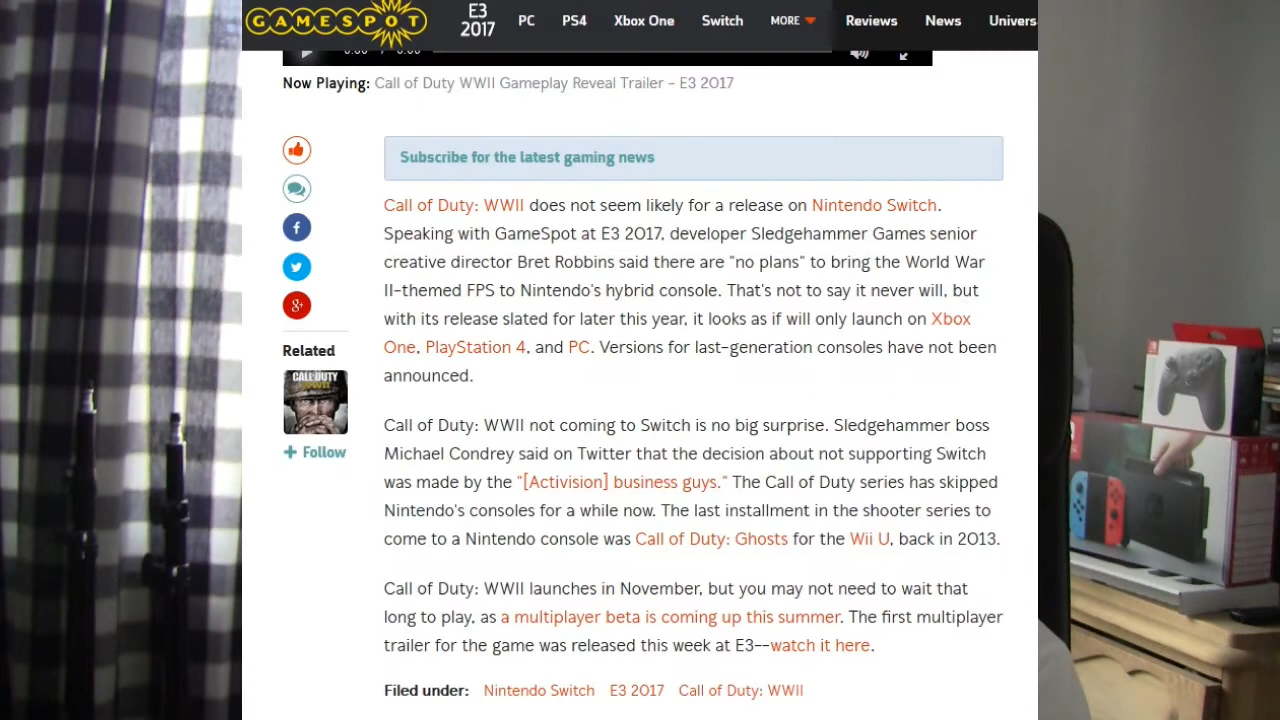 GAMESPOT
E3 2017
PC
PS4
Xbox One
Switch
MORE
Reviews
News
Univers
Now Playing: Call of Duty WWII Gameplay Reveal Trailer - E3 2017
Subscribe for the latest gaming news
Call of Duty: WWII does not seem likely for a release on Nintendo Switch.
Speaking with GameSpot at E3 2017, developer Sledgehammer Games senior
creative director Bret Robbins said there are "no plans" to bring the World War
II-themed FPS to Nintendo's hybrid console. That's not to say it never will, but
with its release slated for later this year, it looks as if will only launch on Xbox
One, PlayStation 4, and PC. Versions for last-generation consoles have not been
announced.
Related
CALL OF DUTY
+ Follow
Call of Duty: WWII not coming to Switch is no big surprise. Sledgehammer boss
Michael Condrey said on Twitter that the decision about not supporting Switch
was made by the "[Activision] business guys." The Call of Duty series has skipped
Nintendo's consoles for a while now. The last installment in the shooter series to
come to a Nintendo console was Call of Duty: Ghosts for the Wii U, back in 2013.
Call of Duty: WWII launches in November, but you may not need to wait that
long to play, as a multiplayer beta is coming up this summer. The first multiplayer
trailer for the game was released this week at E3--watch it here.
Filed under: Nintendo Switch E3 2017 Call of Duty: WWII